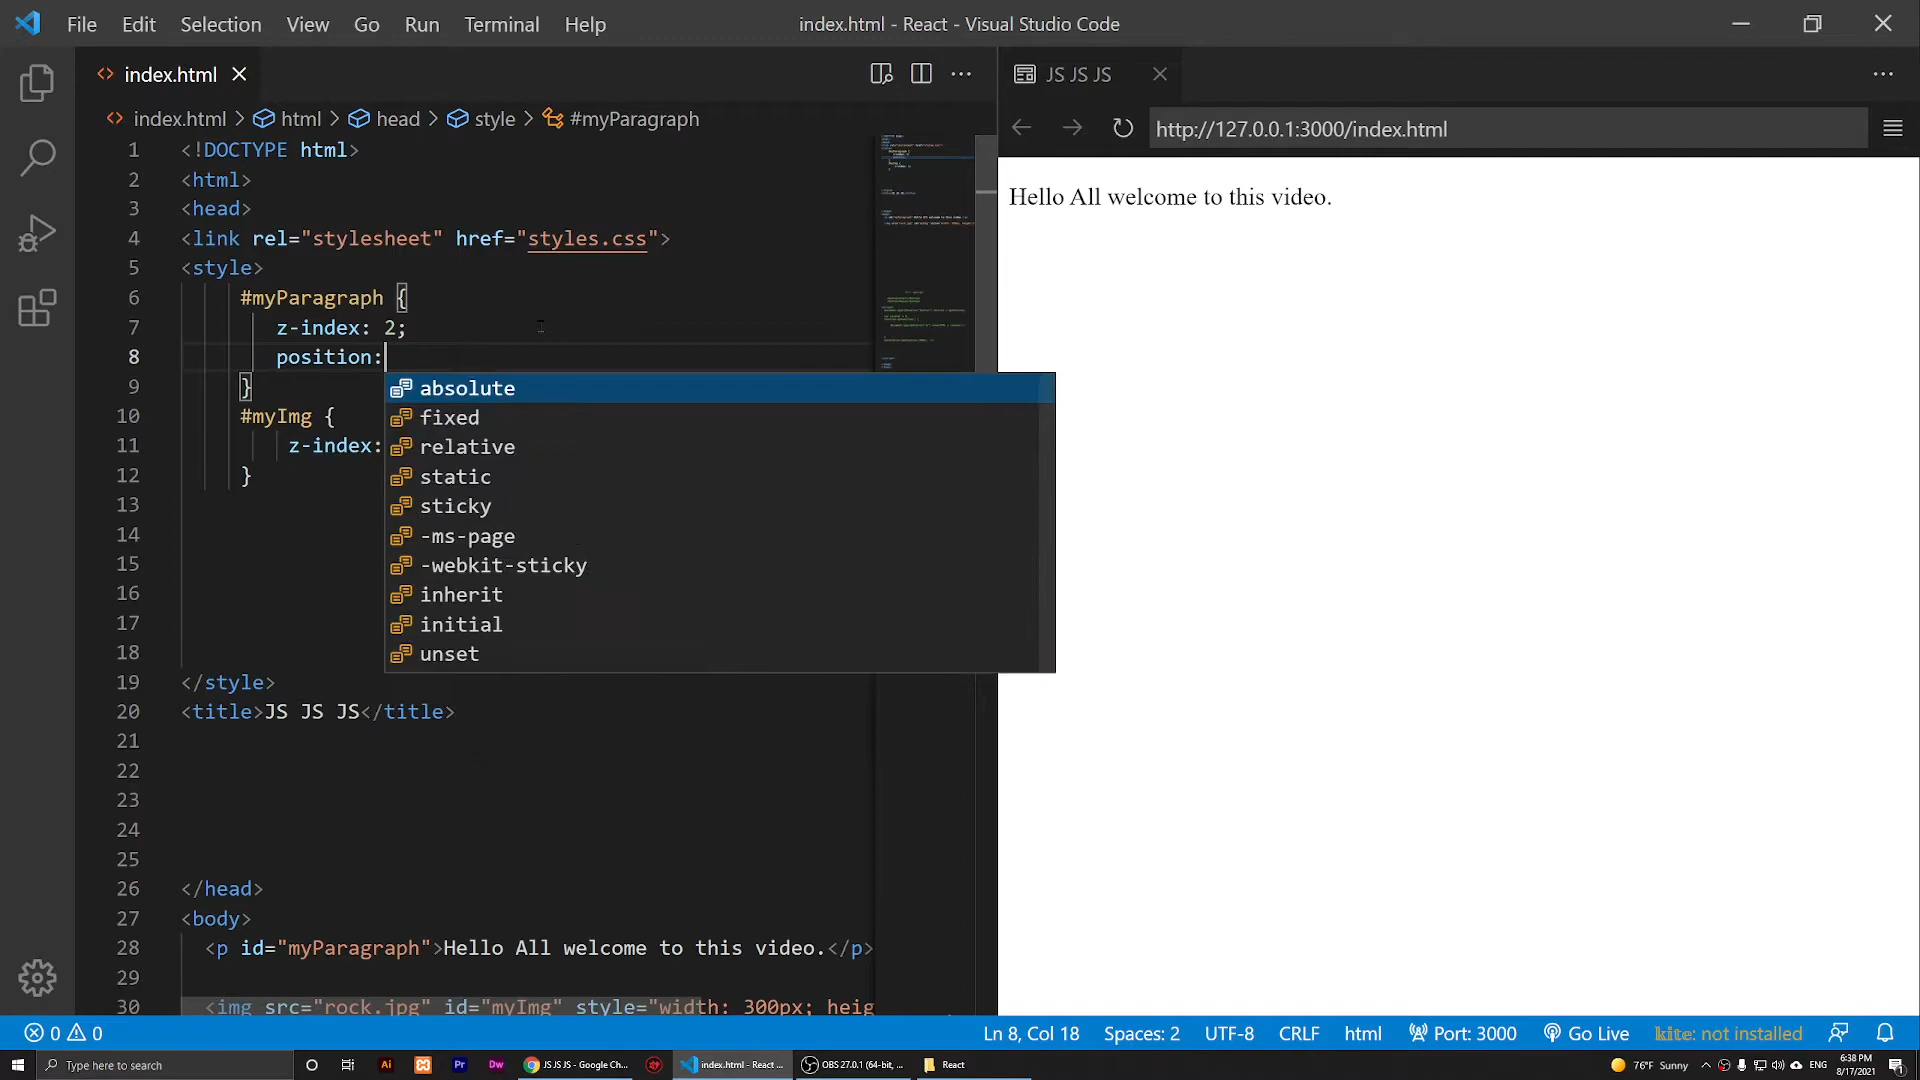 File Edit Selection View Go Run Terminal Help
index.html - React - Visual Studio Code
index.html
JS JS JS
index.html > html > head > style > #myParagraph
http://127.0.0.1:3000/index.html
1 <!DOCTYPE html>
2 <html>
3 <head>
4 <link rel="stylesheet" href="styles.css">
5 <style>
6 #myParagraph {
7 z-index: 2;
8 position:
9 }
10 #myImg {
11 z-index:
12 }
13
14
15
16
17
18
19 </style>
20 <title>JS JS JS</title>
21
22
23
24
25
26 </head>
27 <body>
28 <p id="myParagraph">Hello All welcome to this video.</p>
29
30 <img src="rock.jpg" id="myImg" style="width: 300px; heig
absolute
fixed
relative
static
sticky
-ms-page
-webkit-sticky
inherit
initial
unset
Hello All welcome to this video.
0 0
Ln 8, Col 18 Spaces: 2 UTF-8 CRLF html Port: 3000 Go Live kite: not installed
Type here to search
Ai Pr Dw
JS JS JS - Google Ch...
index.html - React ...
OBS 27.0.1 (64-bit, ...
React
76°F Sunny
ENG
6:38 PM
8/17/2021